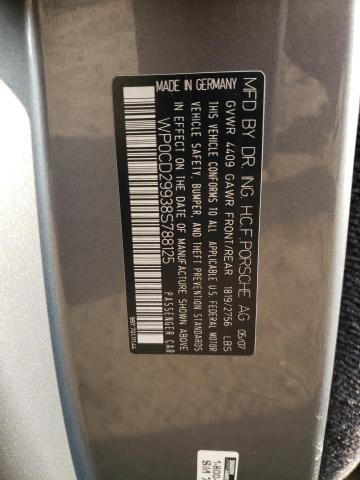 MFD BY DR. ING. H.C.F. PORSCHE AG 05/07
GVWR 4409 GAWR FRONT/REAR 1819/2756 LBS
THIS VEHICLE CONFORMS TO ALL APPLICABLE U.S. FEDERAL MOTOR
VEHICLE SAFETY, BUMPER, AND THEFT PREVENTION STANDARDS
IN EFFECT ON THE DATE OF MANUFACTURE SHOWN ABOVE
WP0CD29938S788125 PASSENGER CAR
MADE IN GERMANY
1-800-